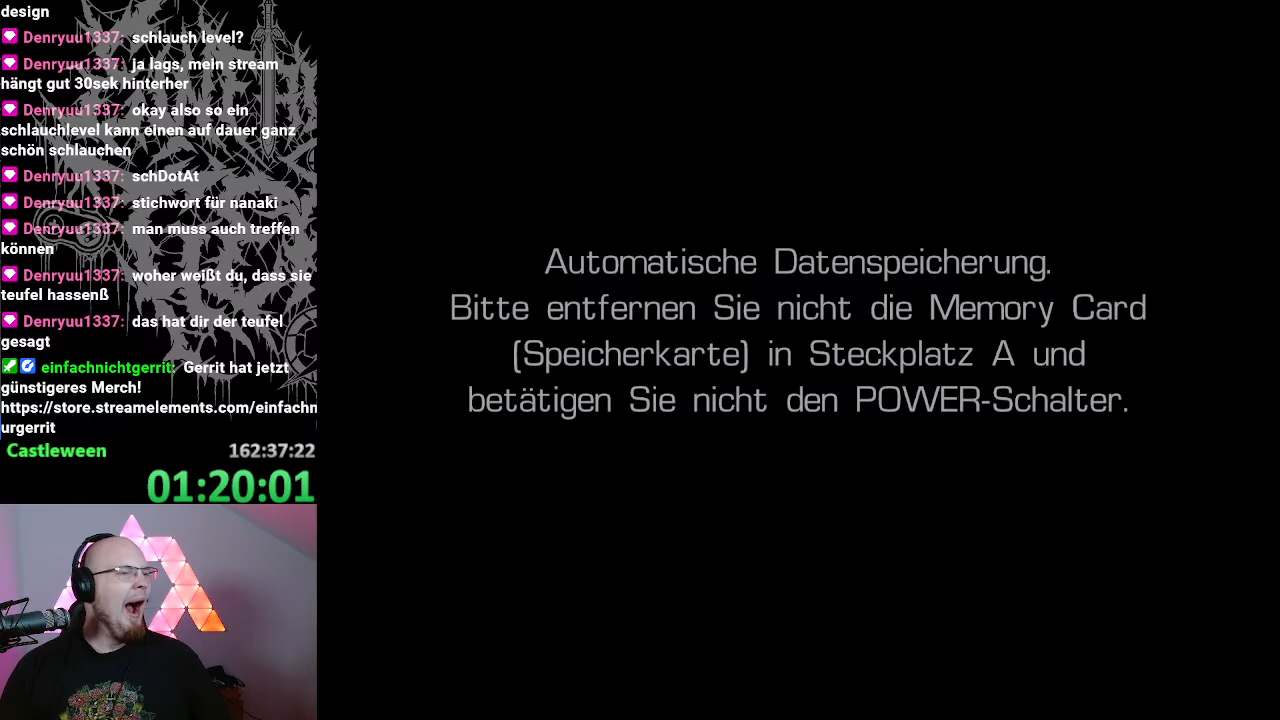 design
Denryuu1337: schlauch level?
Denryuu1337: ja lags, mein stream
hängt gut 30sek hinterher
Denryuu1337: okay also so ein
schlauchlevel kann einen auf dauer ganz
schön schlauchen
Denryuu1337: schDotAt
Denryuu1337: stichwort für nanaki
Denryuu1337: man muss auch treffen
können
Denryuu1337: woher weißt du, dass sie
teufel hassenß
Denryuu1337: das hat dir der teufel
gesagt
einfachnichtgerrit: Gerrit hat jetzt
günstigeres Merch!
https://store.streamelements.com/einfachn
urgerrit
Castleween 162:37:22
01:20:01
Automatische Datenspeicherung.
Bitte entfernen Sie nicht die Memory Card
(Speicherkarte) in Steckplatz A und
betätigen Sie nicht den POWER-Schalter.